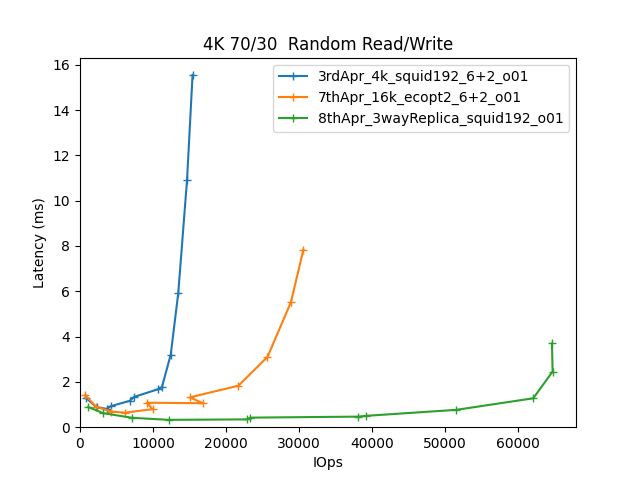 4K 70/30  Random Read/Write
3rdApr_4k_squid192_6+2_o01
7thApr_16k_ecopt2_6+2_o01
8thApr_3wayReplica_squid192_o01
Latency (ms)
16
14
12
10
8
6
4
2
0
0 10000 20000 30000 40000 50000 60000
IOps